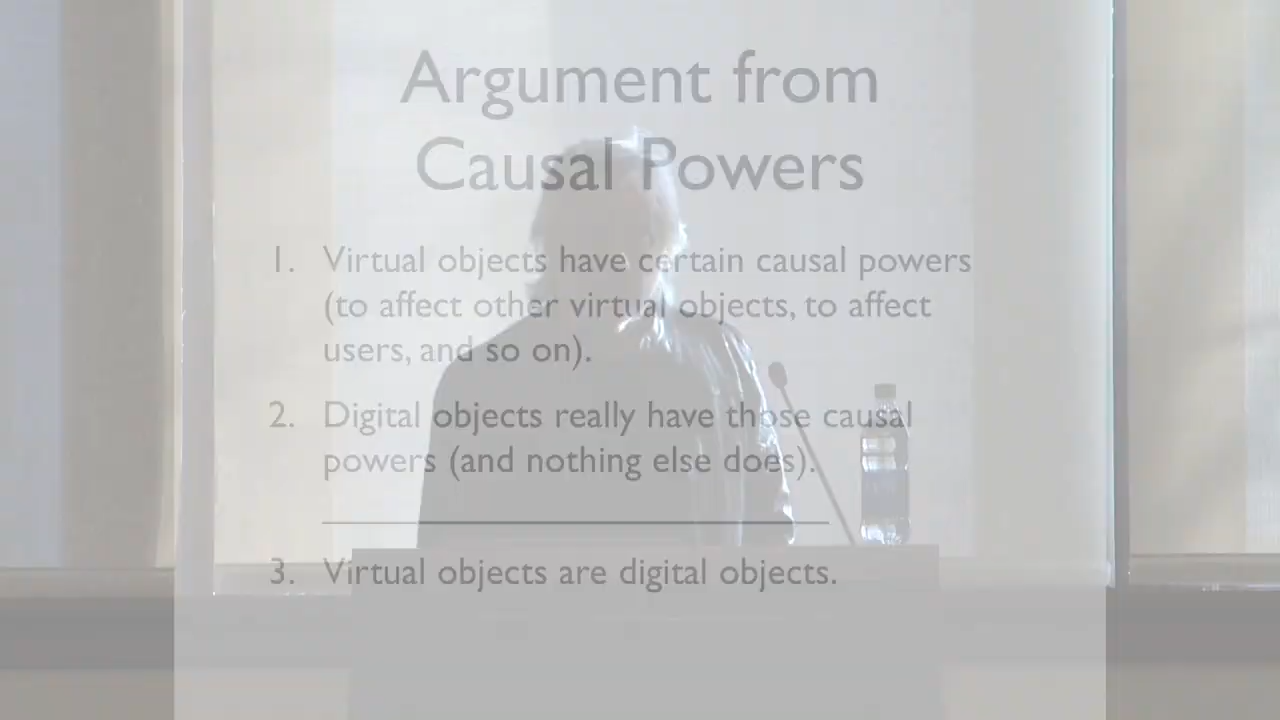 Argument from
Causal Powers
1. Virtual objects have certain causal powers
(to affect other virtual objects, to affect
users, and so on).
2. Digital objects really have those causal
powers (and nothing else does).
3. Virtual objects are digital objects.